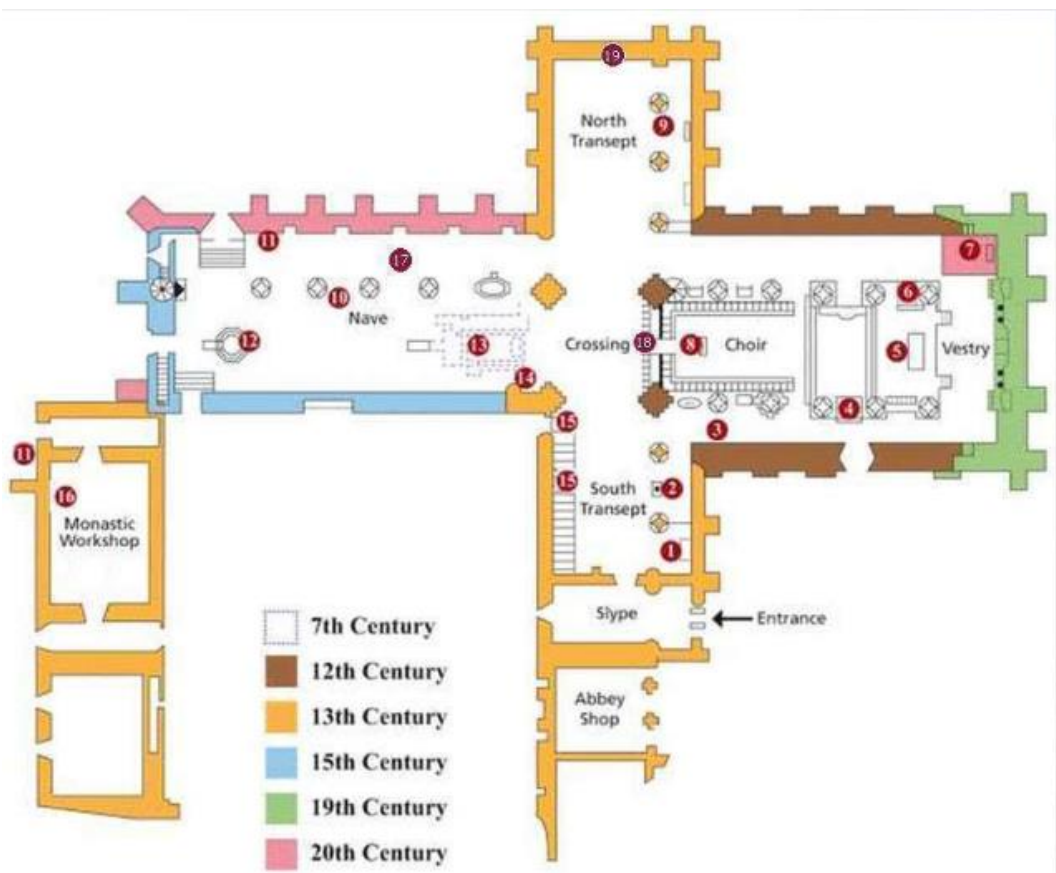 19
North
Transept
9
11
17
7
10
Nave
6
12
13
Crossing
18
8
Choir
5
Vestry
14
4
15
3
11
16
Monastic
Workshop
15
South
Transept
2
1
Slype
Entrance
Abbey
Shop
7th Century
12th Century
13th Century
15th Century
19th Century
20th Century